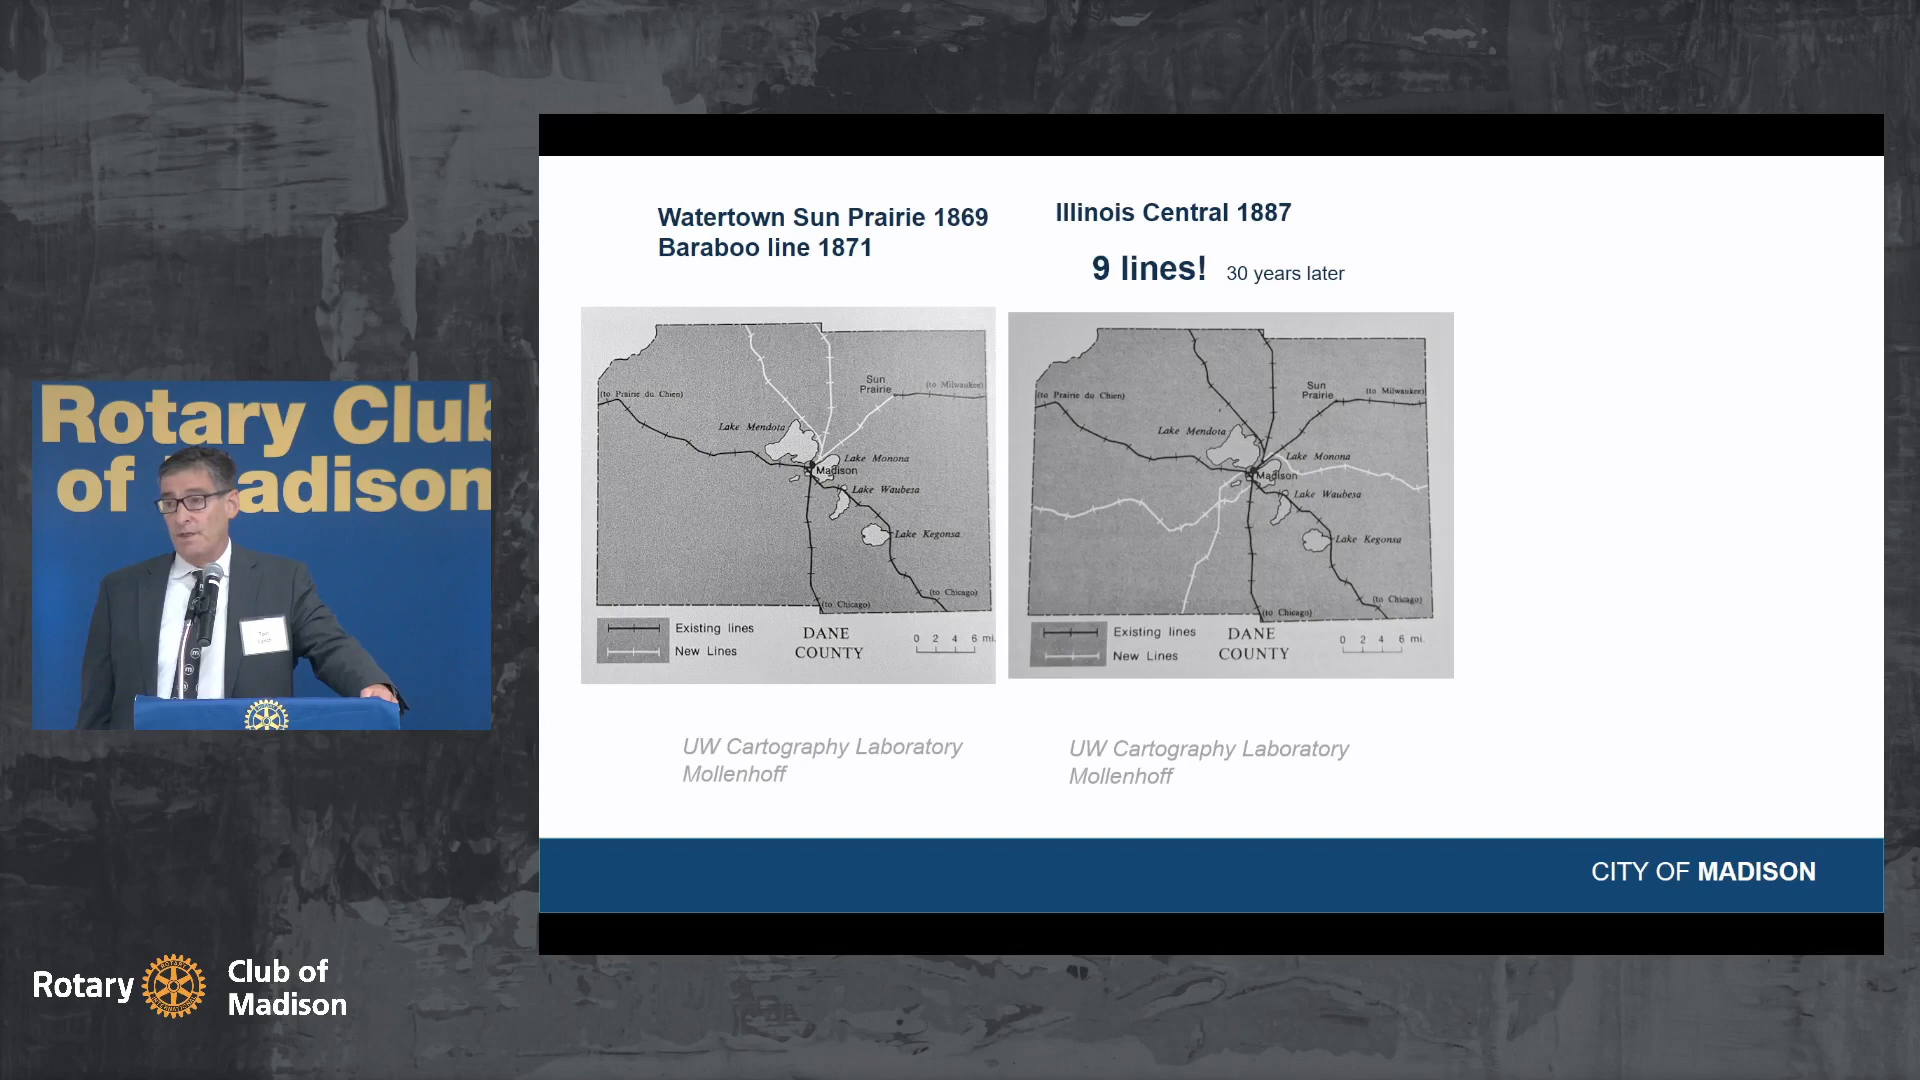 Watertown Sun Prairie 1869
Baraboo line 1871
Illinois Central 1887
9 lines! 30 years later
Sun
Prairie
(to Milwaukee)
(to Prairie du Chien)
Lake Mendota
Lake Monona
Madison
Lake Waubesa
Lake Kegonsa
(to Chicago)
(to Chicago)
Existing lines
New Lines
DANE
COUNTY
0 2 4 6 mi.
Sun
Prairie
(to Milwaukee)
(to Prairie du Chien)
Lake Mendota
Lake Monona
Madison
Lake Waubesa
Lake Kegonsa
(to Chicago)
(to Chicago)
Existing lines
New Lines
DANE
COUNTY
0 2 4 6 mi.
UW Cartography Laboratory
Mollenhoff
UW Cartography Laboratory
Mollenhoff
CITY OF MADISON
Rotary Club
of Madison
Rotary
Club of
Madison